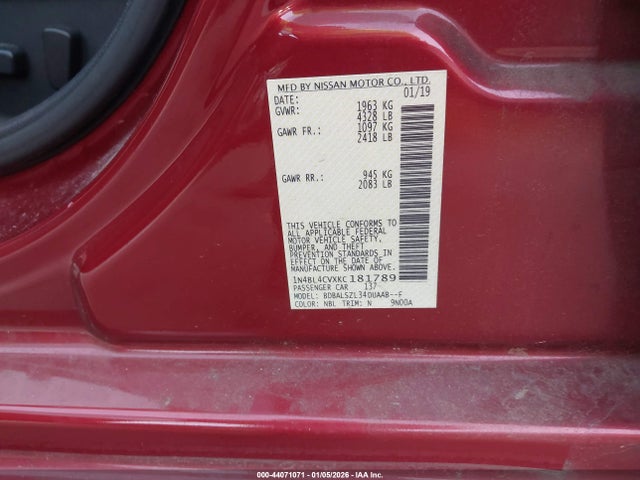 MFD BY NISSAN MOTOR CO., LTD.
DATE: 01/19
GVWR: 1963 KG
4328 LB
GAWR FR.: 1097 KG
2418 LB
GAWR RR.: 945 KG
2083 LB
THIS VEHICLE CONFORMS TO
ALL APPLICABLE FEDERAL
MOTOR VEHICLE SAFETY,
BUMPER, AND THEFT
PREVENTION STANDARDS IN
EFFECT ON THE DATE OF
MANUFACTURE SHOWN ABOVE.
1N4BL4CVXKC181789
PASSENGER CAR 137-
MODEL: BDBALSZL340UAAB--F
COLOR: NBL TRIM: N 9N00A
000-44071071 - 01/05/2026 - IAA Inc.